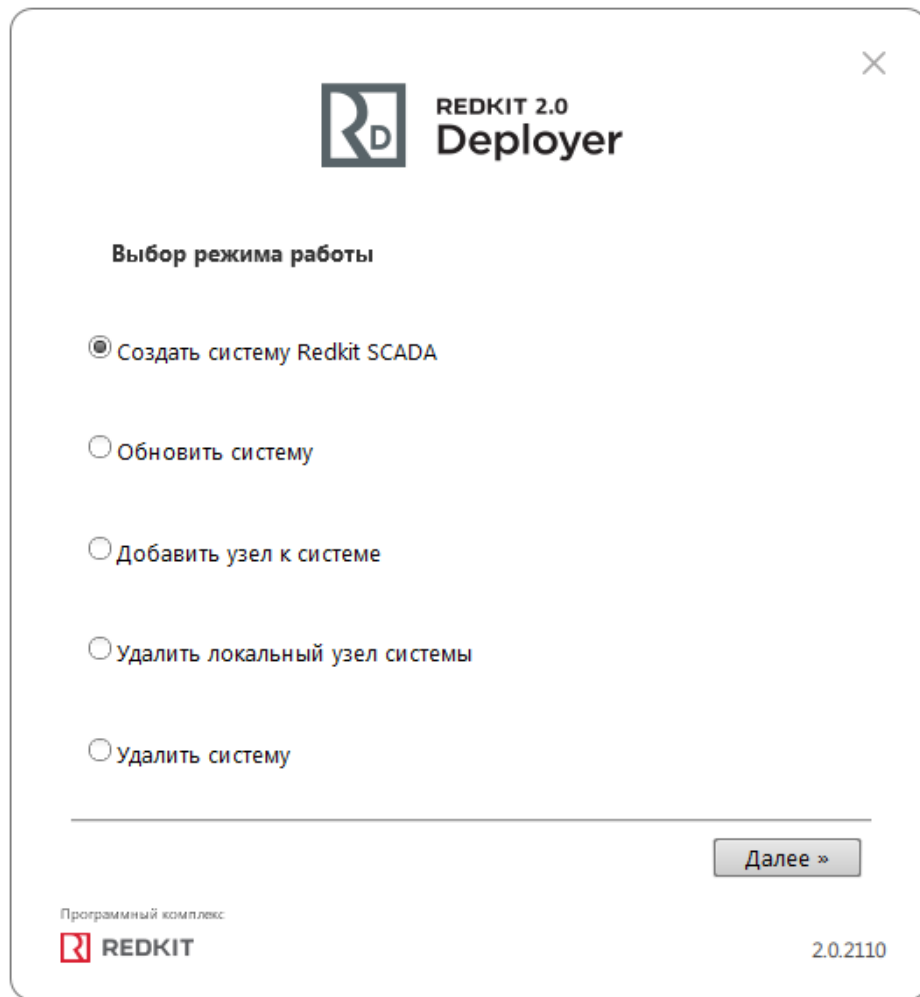 REDKIT 2.0
Deployer
Выбор режима работы
Создать систему Redkit SCADA
Обновить систему
Добавить узел к системе
Удалить локальный узел системы
Удалить систему
Далее »
Программный комплекс
REDKIT
2.0.2110